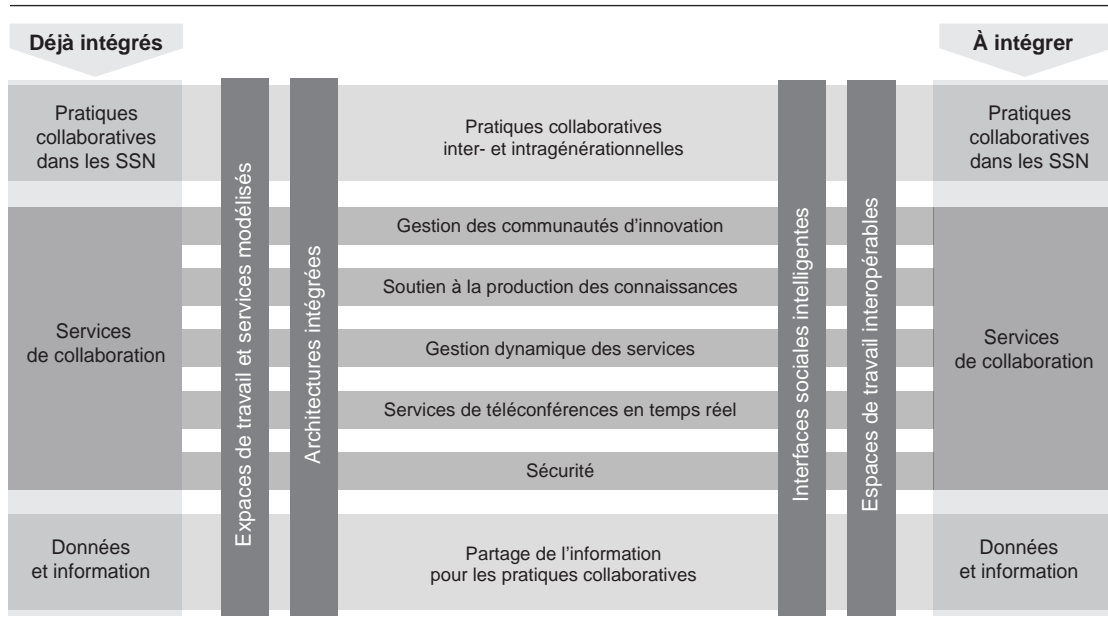 Déjà intégrés
À intégrer
Pratiques
collaboratives
dans les SSN
Services
de collaboration
Données
et information
Expaces de travail et services modélisés
Architectures intégrées
Pratiques collaboratives
inter- et intragénérationnelles
Gestion des communautés d’innovation
Soutien à la production des connaissances
Gestion dynamique des services
Services de téléconférences en temps réel
Sécurité
Partage de l’information
pour les pratiques collaboratives
Interfaces sociales intelligentes
Espaces de travail interopérables
Pratiques
collaboratives
dans les SSN
Services
de collaboration
Données
et information